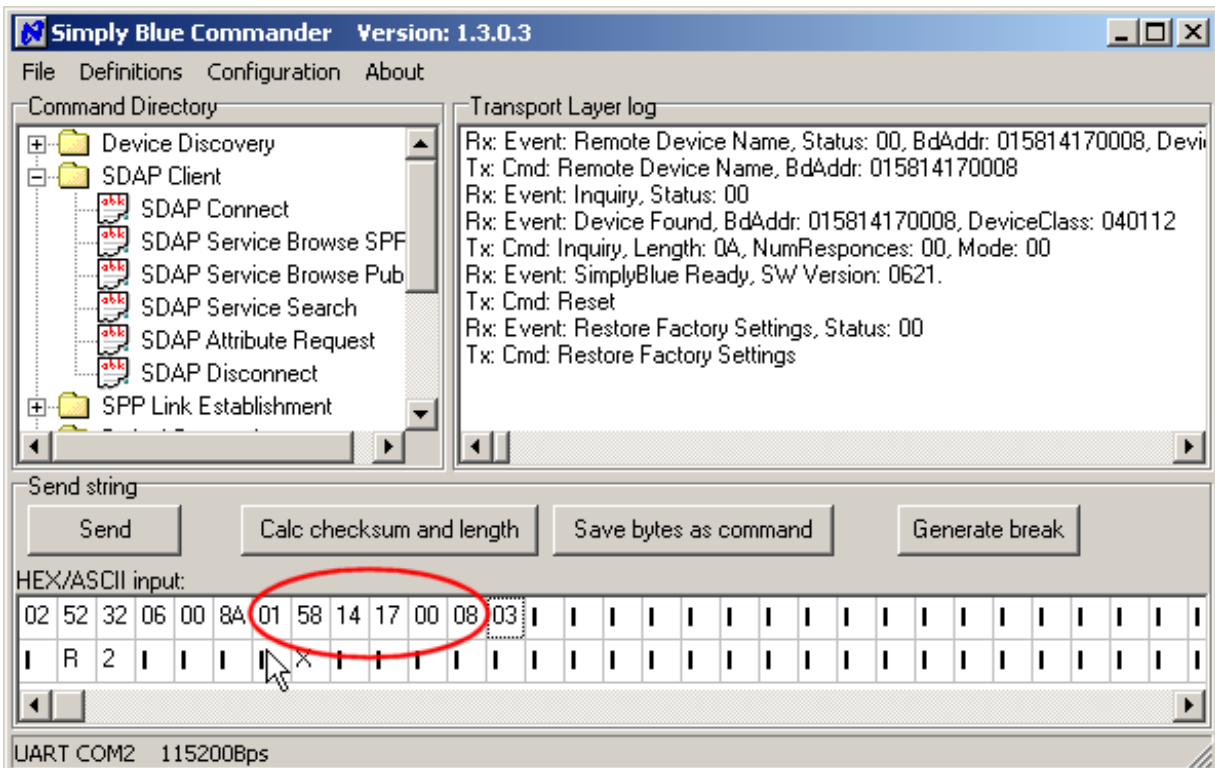 Simply Blue Commander Version: 1.3.0.3
File Definitions Configuration About
Command Directory
Device Discovery
SDAP Client
SDAP Connect
SDAP Service Browse SPF
SDAP Service Browse Pub
SDAP Service Search
SDAP Attribute Request
SDAP Disconnect
SPP Link Establishment
Transport Layer log
Rx: Event: Remote Device Name, Status: 00, BdAddr: 015814170008, Devi
Tx: Cmd: Remote Device Name, BdAddr: 015814170008
Rx: Event: Inquiry, Status: 00
Rx: Event: Device Found, BdAddr: 015814170008, DeviceClass: 040112
Tx: Cmd: Inquiry, Length: 0A, NumResponces: 00, Mode: 00
Rx: Event: SimplyBlue Ready, SW Version: 0621.
Tx: Cmd: Reset
Rx: Event: Restore Factory Settings, Status: 00
Tx: Cmd: Restore Factory Settings
Send string
Send Calc checksum and length Save bytes as command Generate break
HEX/ASCII input:
02 52 32 06 00 8A 01 58 14 17 00 08 03
R 2 X
UART COM2 115200Bps